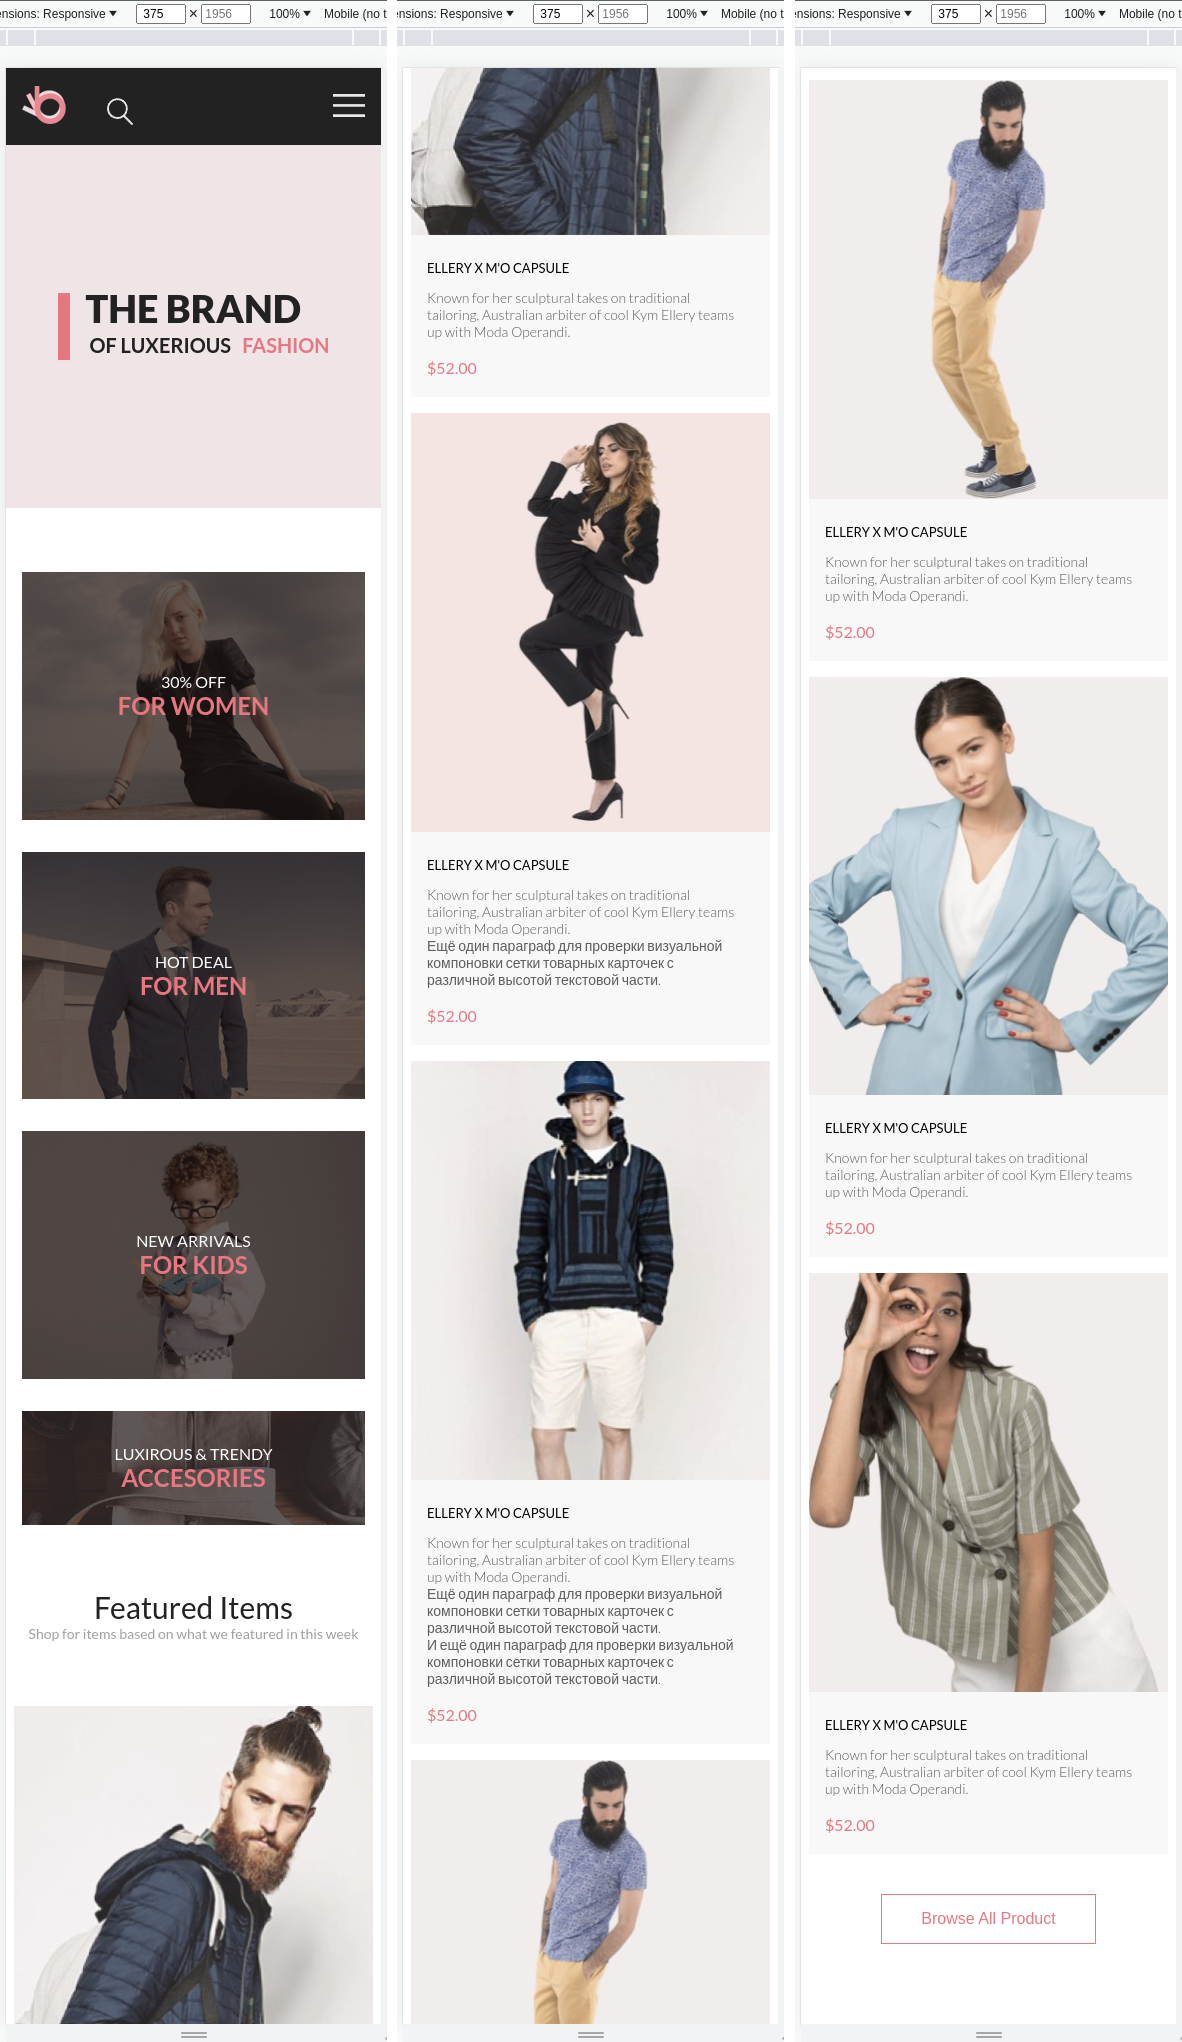 ensions: Responsive ▾ 375 × 1956 100% ▾ Mobile (no t
THE BRAND
OF LUXERIOUS FASHION
30% OFF
FOR WOMEN
HOT DEAL
FOR MEN
NEW ARRIVALS
FOR KIDS
LUXIROUS & TRENDY
ACCESORIES
Featured Items
Shop for items based on what we featured in this week
ensions: Responsive ▾ 375 × 1956 100% ▾ Mobile (no t
ELLERY X M'O CAPSULE
Known for her sculptural takes on traditional
tailoring, Australian arbiter of cool Kym Ellery teams
up with Moda Operandi.
$52.00
ELLERY X M'O CAPSULE
Known for her sculptural takes on traditional
tailoring, Australian arbiter of cool Kym Ellery teams
up with Moda Operandi.
Ещё один параграф для проверки визуальной
компоновки сетки товарных карточек с
различной высотой текстовой части.
$52.00
ELLERY X M'O CAPSULE
Known for her sculptural takes on traditional
tailoring, Australian arbiter of cool Kym Ellery teams
up with Moda Operandi.
Ещё один параграф для проверки визуальной
компоновки сетки товарных карточек с
различной высотой текстовой части.
И ещё один параграф для проверки визуальной
компоновки сетки товарных карточек с
различной высотой текстовой части.
$52.00
ensions: Responsive ▾ 375 × 1956 100% ▾ Mobile (no t
ELLERY X M'O CAPSULE
Known for her sculptural takes on traditional
tailoring, Australian arbiter of cool Kym Ellery teams
up with Moda Operandi.
$52.00
ELLERY X M'O CAPSULE
Known for her sculptural takes on traditional
tailoring, Australian arbiter of cool Kym Ellery teams
up with Moda Operandi.
$52.00
ELLERY X M'O CAPSULE
Known for her sculptural takes on traditional
tailoring, Australian arbiter of cool Kym Ellery teams
up with Moda Operandi.
$52.00
Browse All Product